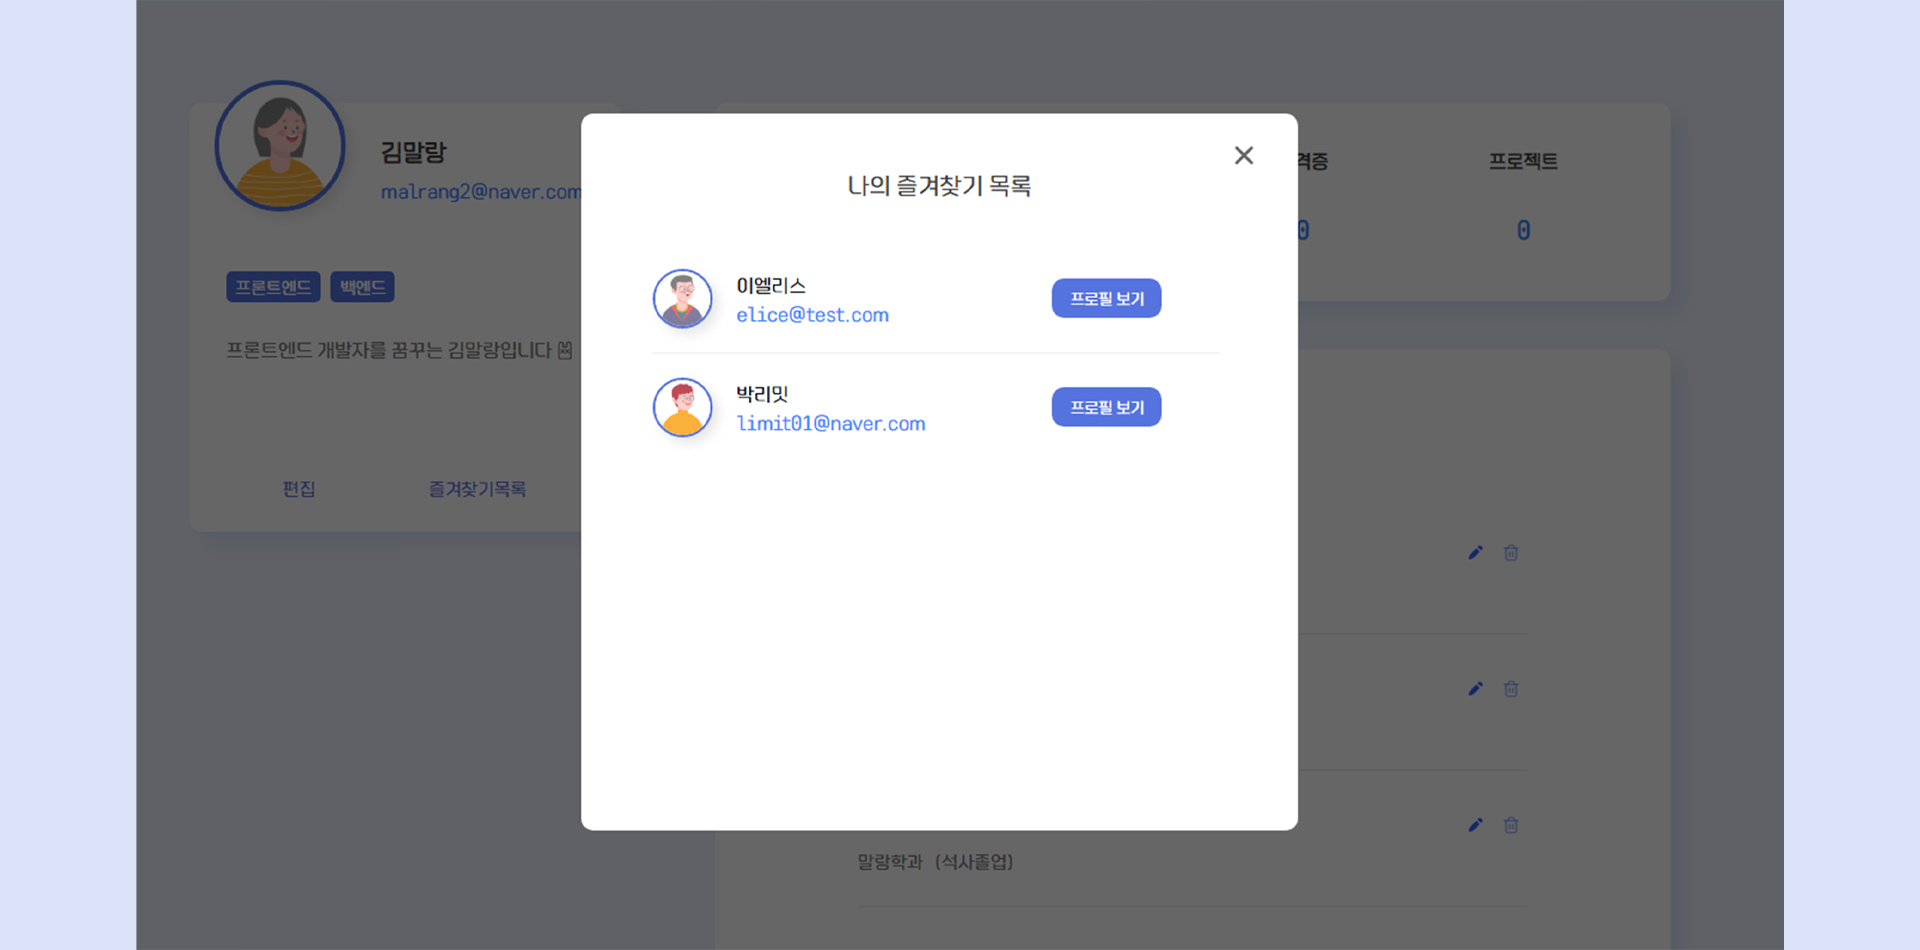 김말랑
malrang2@naver.com
프론트엔드 백엔드
프론트엔드 개발자를 꿈꾸는 김말랑입니다 🐰
편집 즐겨찾기목록
나의 즐겨찾기 목록
이엘리스
elice@test.com
프로필 보기
박리밋
limit01@naver.com
프로필 보기
격증
0
프로젝트
0
말랑학과 (석사졸업)